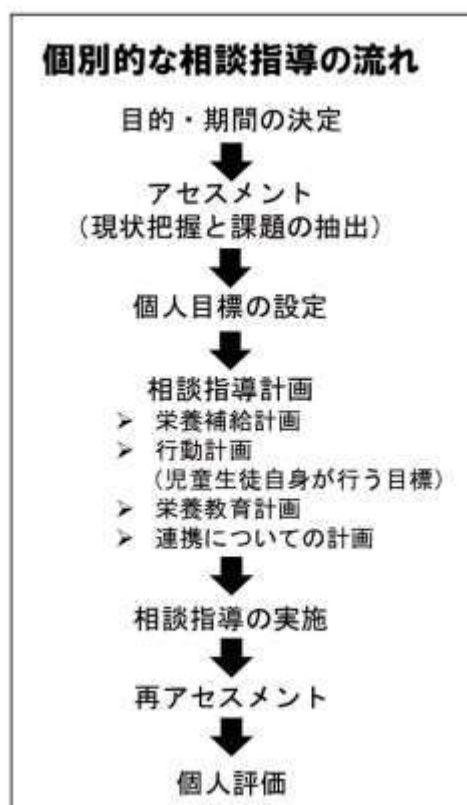 個別的な相談指導の流れ
目的・期間の決定
アセスメント
（現状把握と課題の抽出）
個人目標の設定
相談指導計画
➢ 栄養補給計画
➢ 行動計画
（児童生徒自身が行う目標）
➢ 栄養教育計画
➢ 連携についての計画
相談指導の実施
再アセスメント
個人評価